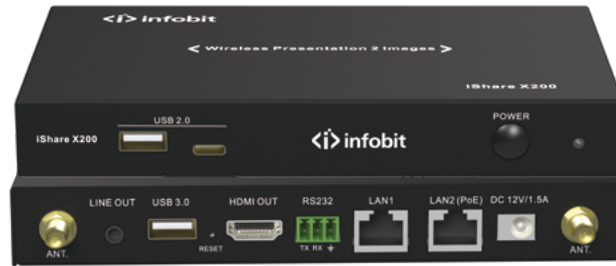 <i> infobit
< Wireless Presentation 2 Images >
iShare X200
USB 2.0
POWER
iShare X200
<i> infobit
LINE OUT USB 3.0 HDMI OUT RS232 LAN1 LAN2 (PoE) DC 12V/1.5A
RESET
TX RX
ANT. ANT.